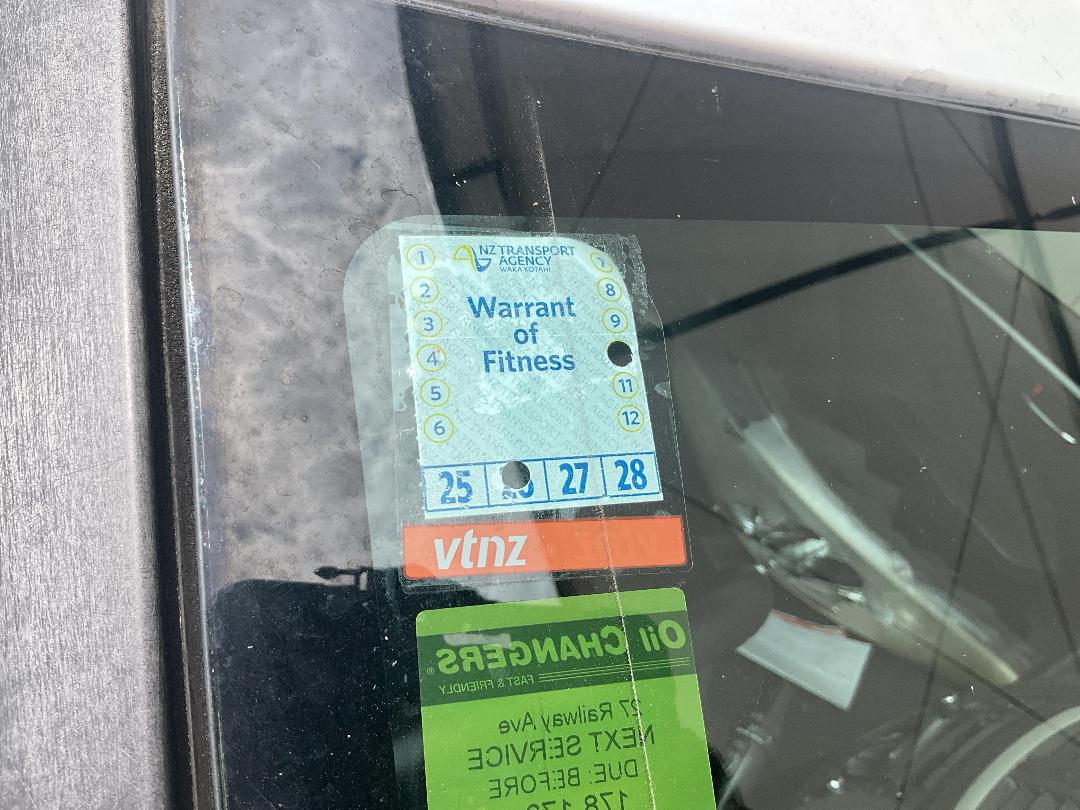 NZ TRANSPORT
AGENCY
WAKA KOTAHI
Warrant
of
Fitness
1
2
3
4
5
6
7
8
9
11
12
25 27 28
vtnz
Oil CHANGERS®
FAST & FRIENDLY
27 Railway Ave
NEXT SERVICE
DUE: BEFORE